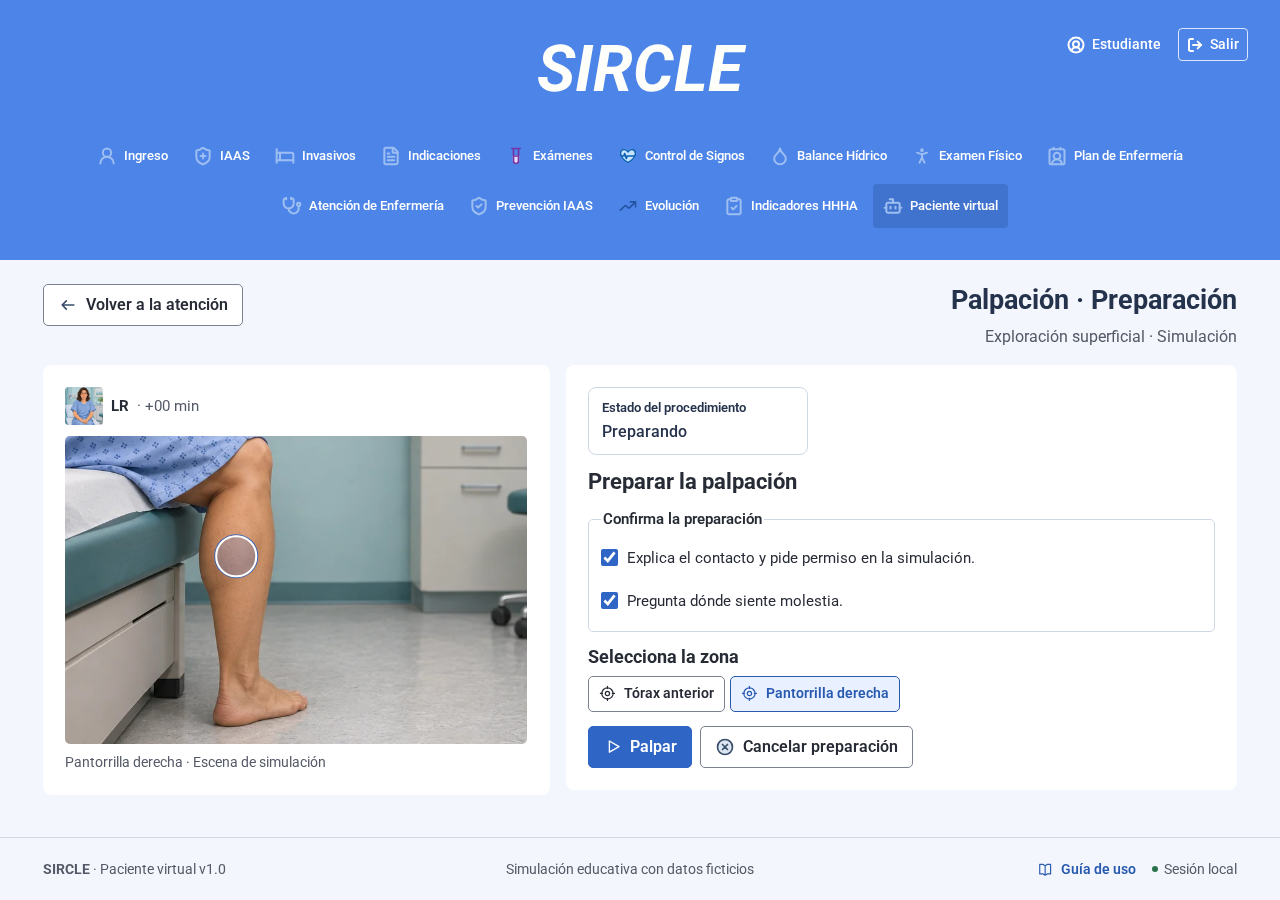 SIRCLE
Estudiante
Salir
Ingreso
IAAS
Invasivos
Indicaciones
Exámenes
Control de Signos
Balance Hídrico
Examen Físico
Plan de Enfermería
Atención de Enfermería
Prevención IAAS
Evolución
Indicadores HHHA
Paciente virtual
Volver a la atención
Palpación · Preparación
Exploración superficial · Simulación
LR · +00 min
Pantorrilla derecha · Escena de simulación
Estado del procedimiento
Preparando
Preparar la palpación
Confirma la preparación
Explica el contacto y pide permiso en la simulación.
Pregunta dónde siente molestia.
Selecciona la zona
Tórax anterior
Pantorrilla derecha
Palpar
Cancelar preparación
SIRCLE · Paciente virtual v1.0
Simulación educativa con datos ficticios
Guía de uso
Sesión local